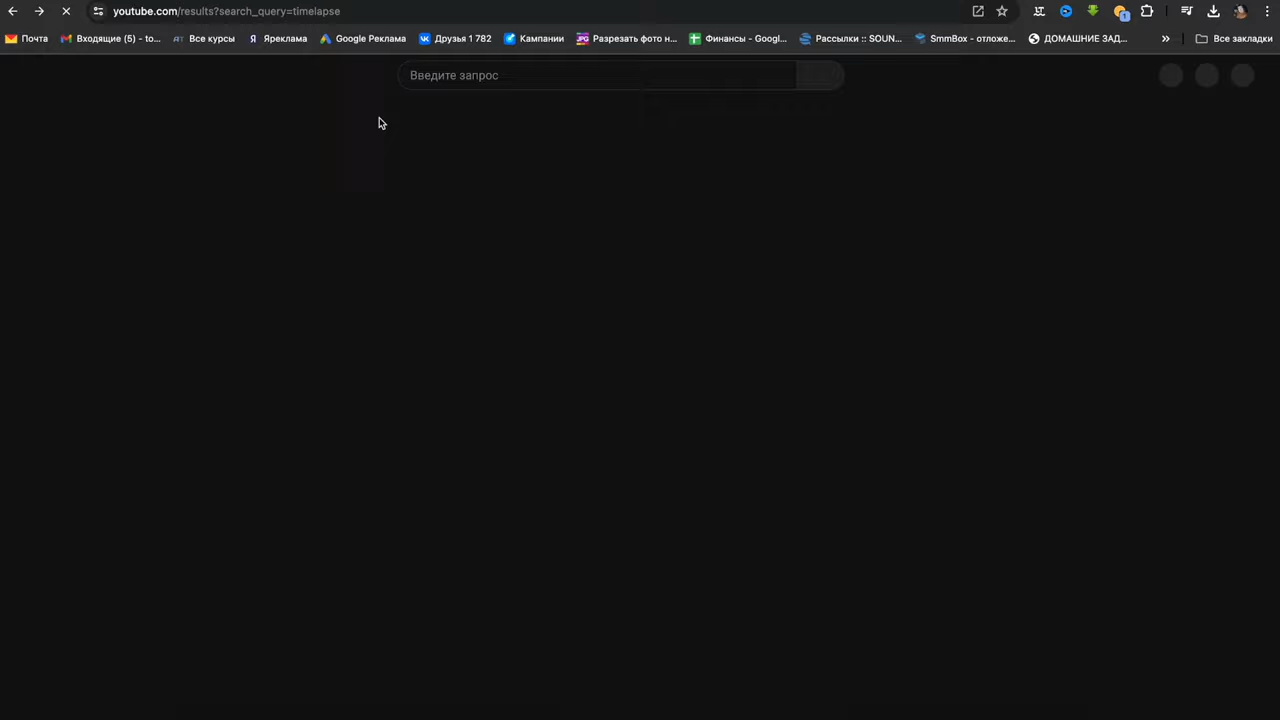 youtube.com/results?search_query=timelapse
Почта Входящие (5) - to... Все курсы Яреклама Google Реклама Друзья 1 782 Кампании Разрезать фото н... Финансы - Googl... Рассылки :: SOUN... SmmBox - отложе... ДОМАШНИЕ ЗАД... » Все закладки
Введите запрос